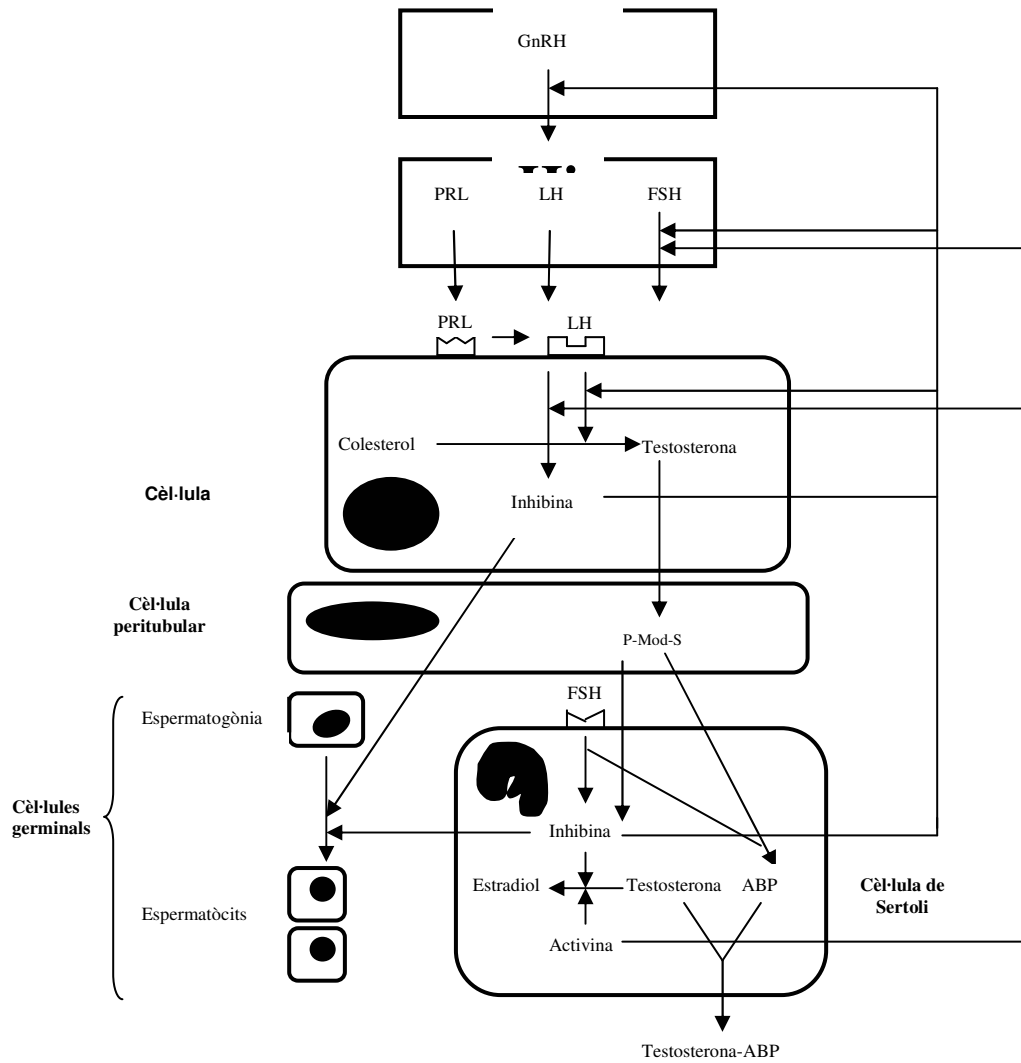 GnRH
PRL LH FSH
PRL LH
Colesterol Testosterona
Cèl·lula
Inhibina
Cèl·lula
peritubular
P-Mod-S
FSH
Espermatogònia
Cèl·lules
germinals
Inhibina
Estradiol Testosterona ABP
Cèl·lula de
Sertoli
Espermatòcits
Activina
Testosterona-ABP